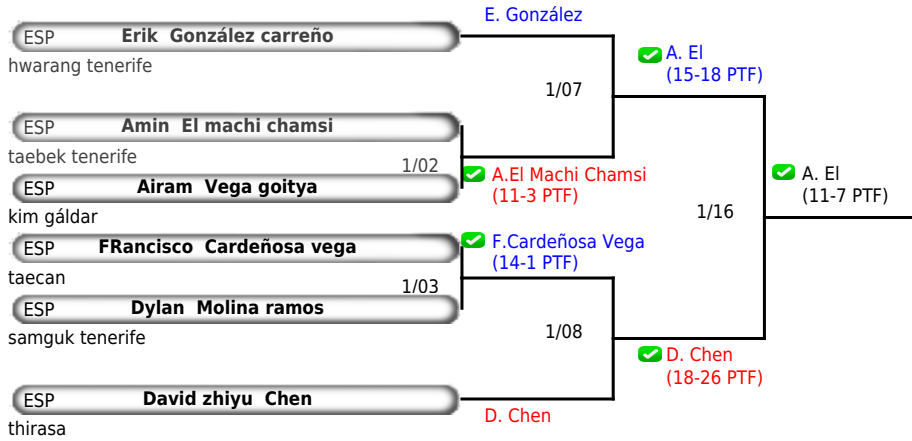 E. González
ESP Erik González carreño
hwarang tenerife
A. El
(15-18 PTF)
1/07
ESP Amin El machi chamsi
taebek tenerife
1/02
A.El Machi Chamsi
(11-3 PTF)
ESP Airam Vega goitya
kim gáldar
A. El
(11-7 PTF)
1/16
ESP FRancisco Cardeñosa vega
taecan
F.Cardeñosa Vega
(14-1 PTF)
1/03
ESP Dylan Molina ramos
samguk tenerife
1/08
D. Chen
(18-26 PTF)
ESP David zhiyu Chen
thirasa
D. Chen